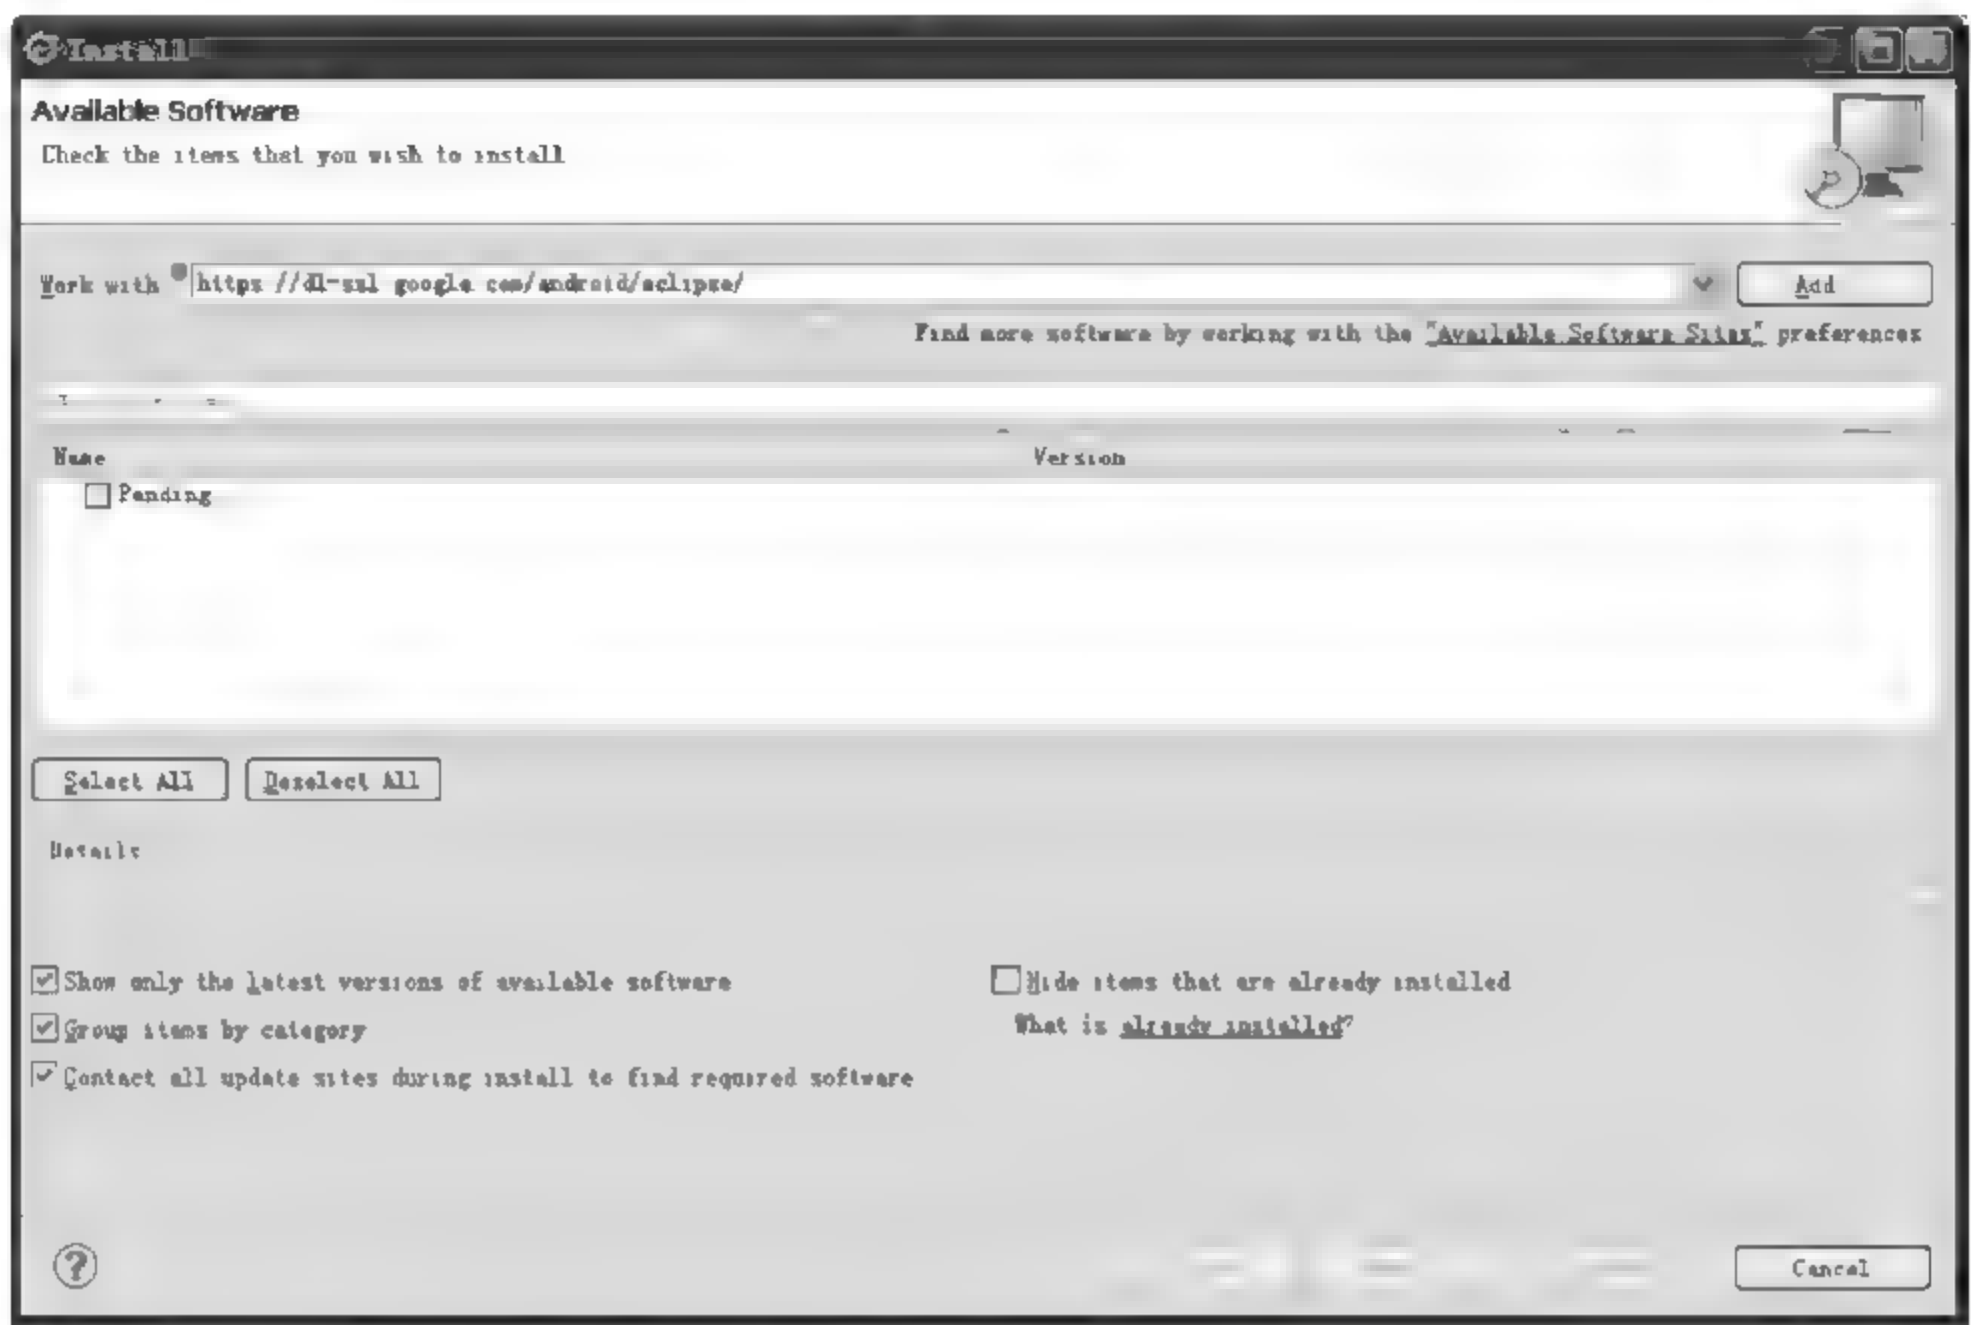 Install
Available Software
Check the items that you wish to install
Work with https //dl-ssl google com/android/eclipse/ Add
Find more software by working with the "Available Software Sites" preferences
Name Version
Pending
Select All Deselect All
Details
Show only the latest versions of available software Hide items that are already installed
Group items by category What is already installed?
Contact all update sites during install to find required software
? Cancel